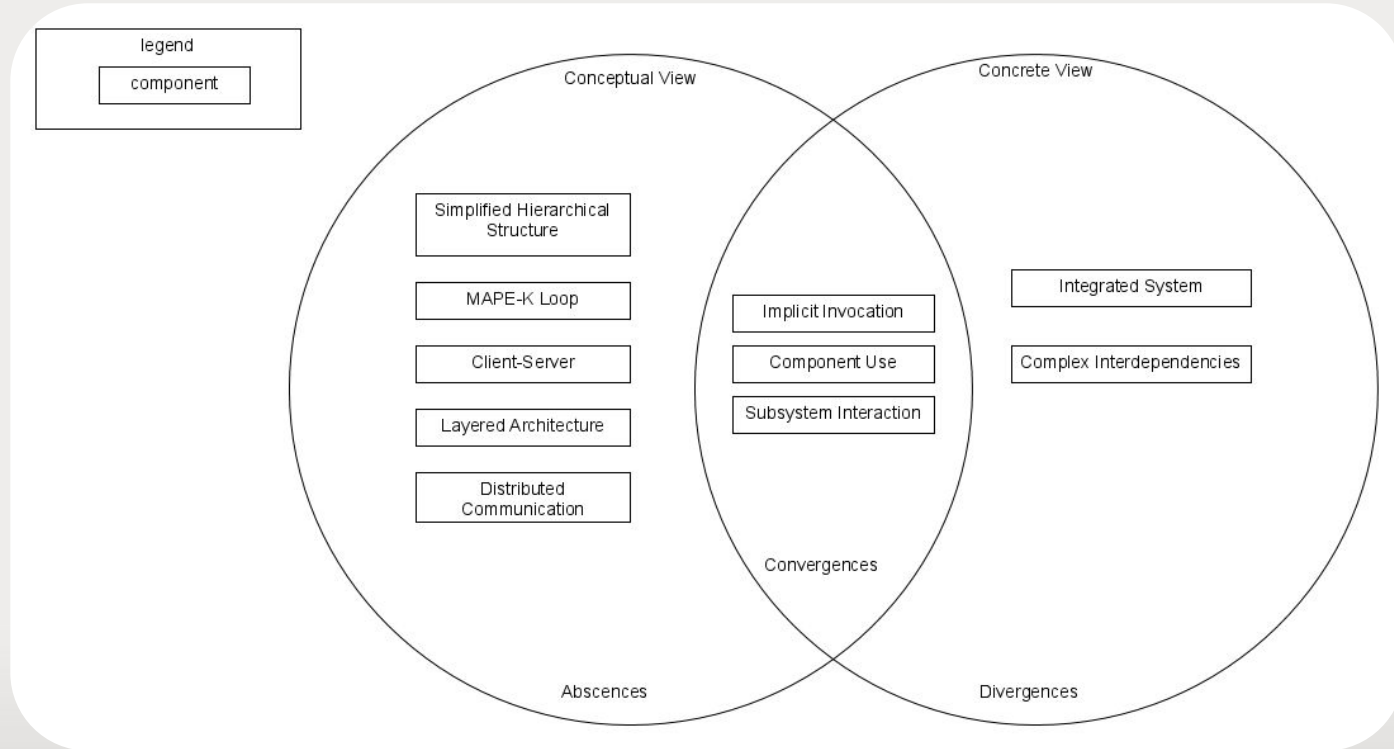 legend
component
Conceptual View
Concrete View
Simplified Hierarchical
Structure
MAPE-K Loop
Client-Server
Layered Architecture
Distributed
Communication
Implicit Invocation
Component Use
Subsystem Interaction
Integrated System
Complex Interdependencies
Convergences
Abscences
Divergences